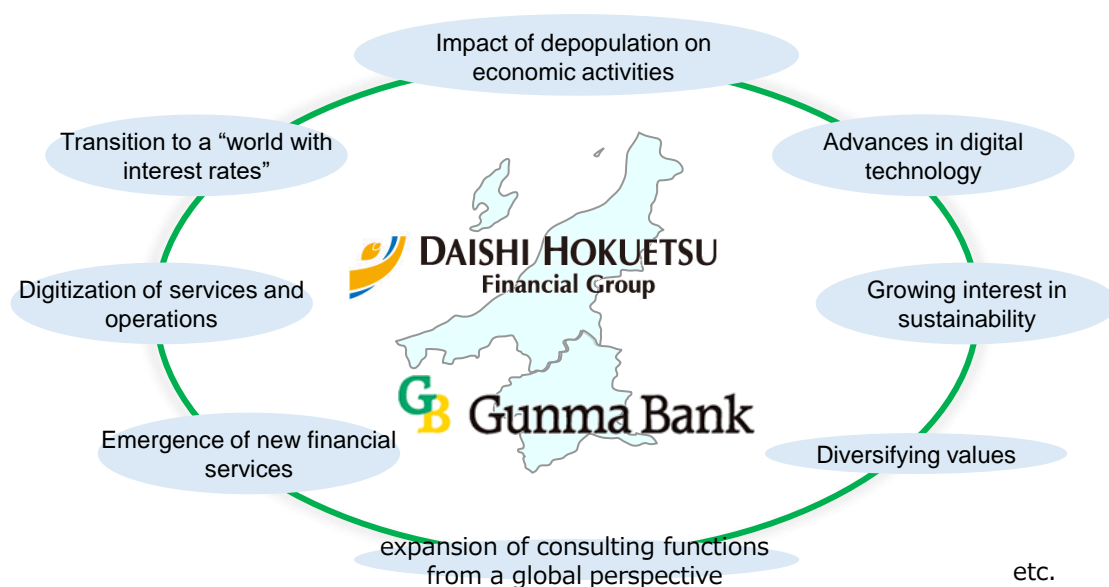 Impact of depopulation on
economic activities
Transition to a “world with
interest rates”
Advances in digital
technology
DAISHI HOKUETSU
Financial Group
Digitization of services and
operations
Growing interest in
sustainability
GB Gunma Bank
Emergence of new financial
services
Diversifying values
expansion of consulting functions
from a global perspective
etc.